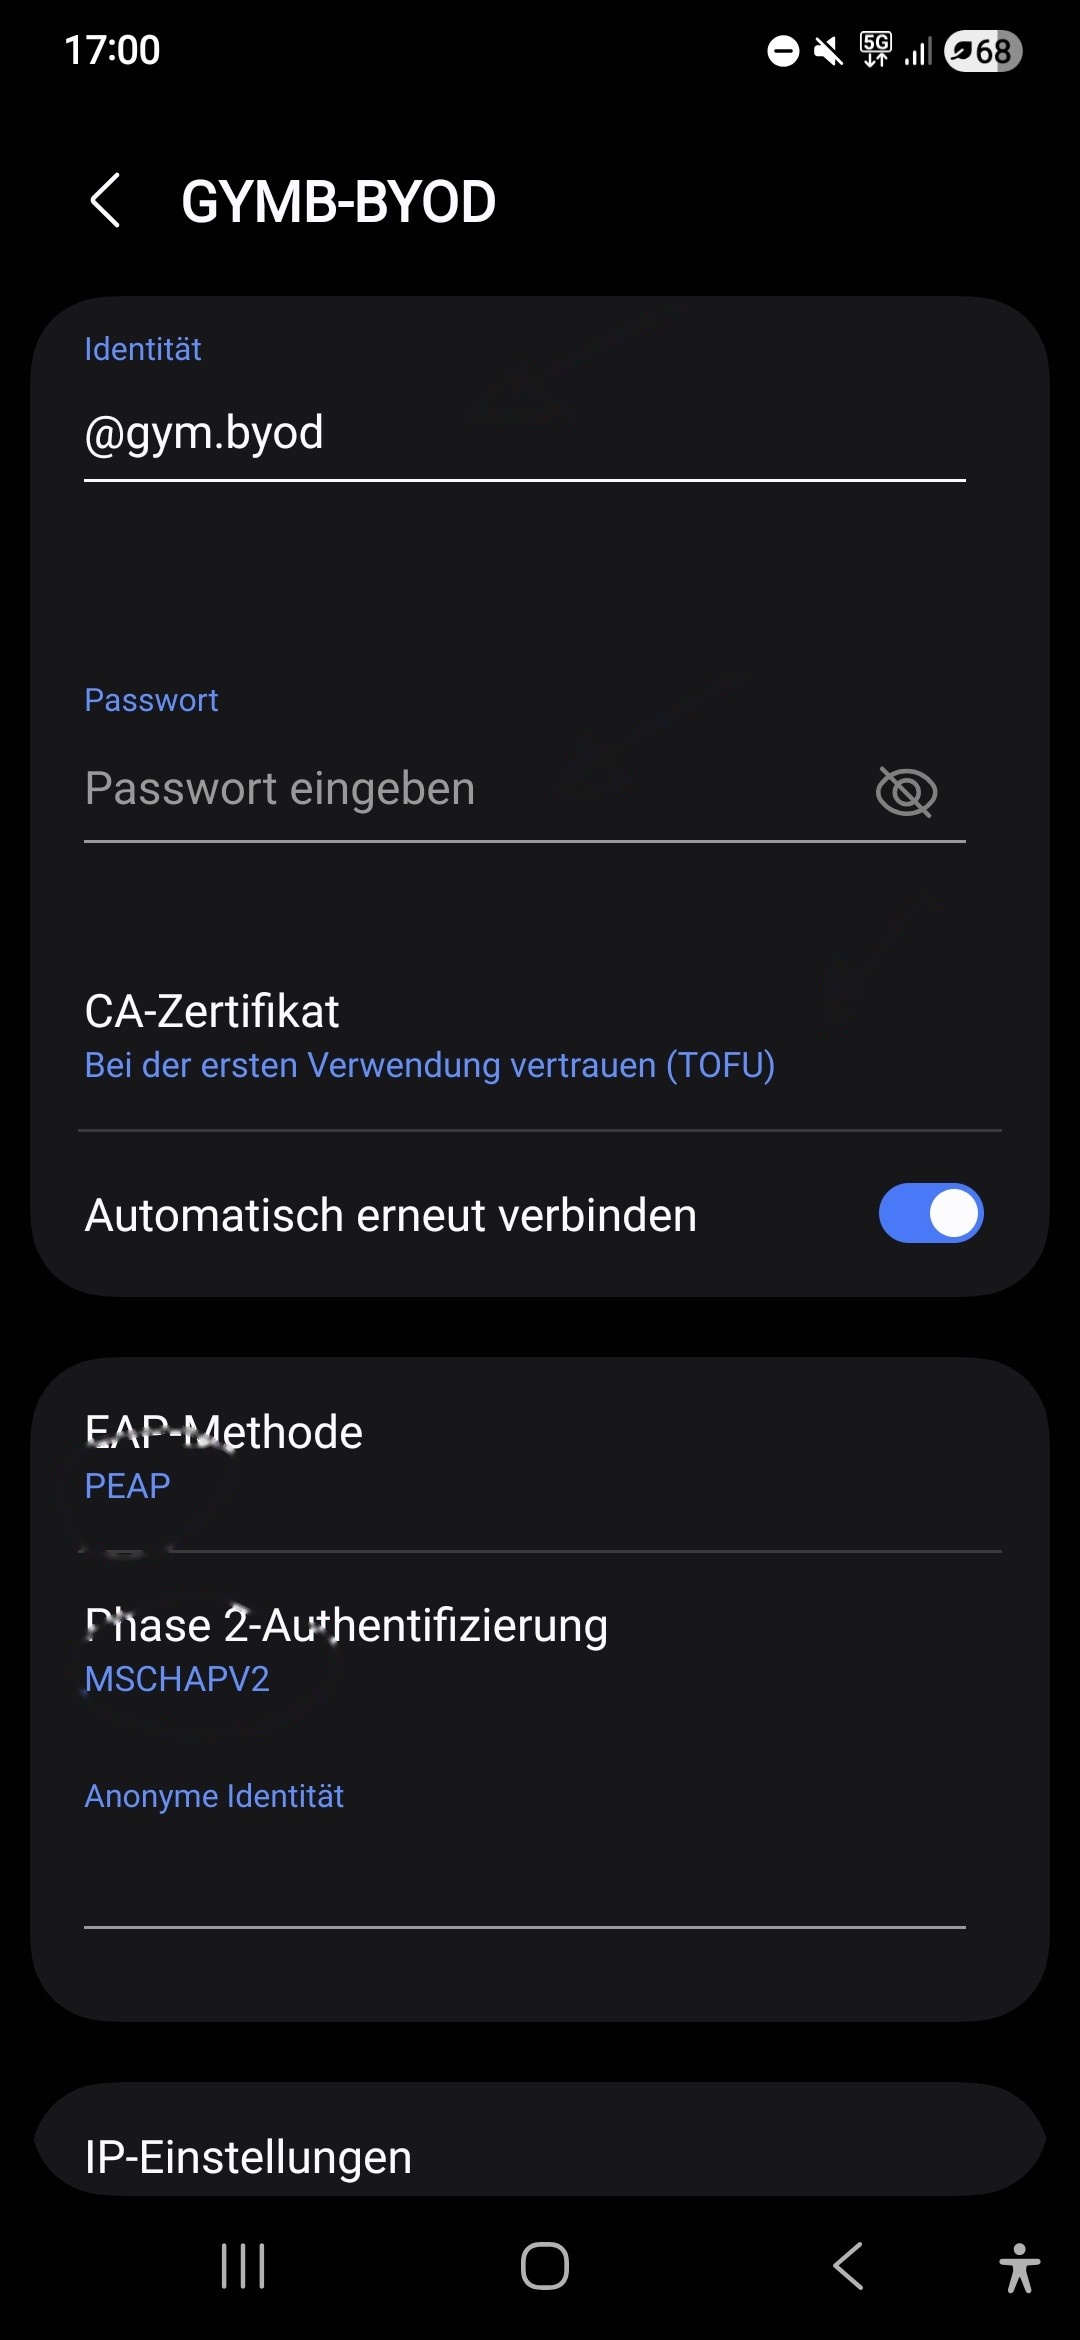 17:00
5G
68
GYMB-BYOD
Identität
@gym.byod
Passwort
Passwort eingeben
CA-Zertifikat
Bei der ersten Verwendung vertrauen (TOFU)
Automatisch erneut verbinden
EAP-Methode
PEAP
Phase 2-Authentifizierung
MSCHAPV2
Anonyme Identität
IP-Einstellungen